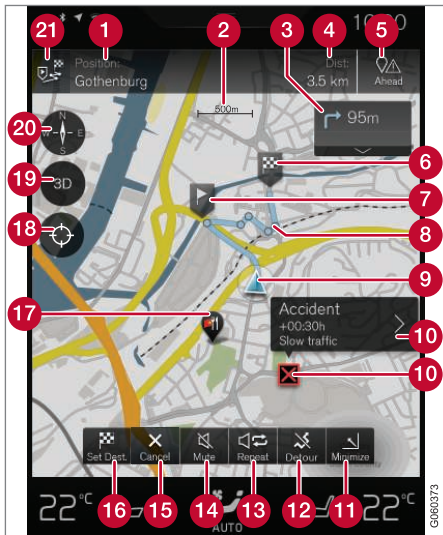 21
1
2
3
4
5
Position:
Gothenburg
Dist:
3.5 km
Ahead
500m
95m
20
N
W
E
S
6
19
3D
7
18
8
9
17
Accident
+00:30h
Slow traffic
10
10
Set Dest.
Cancel
Mute
Repeat
Detour
Minimize
16
15
14
13
12
11
22°C
AUTO
22°C
G060373